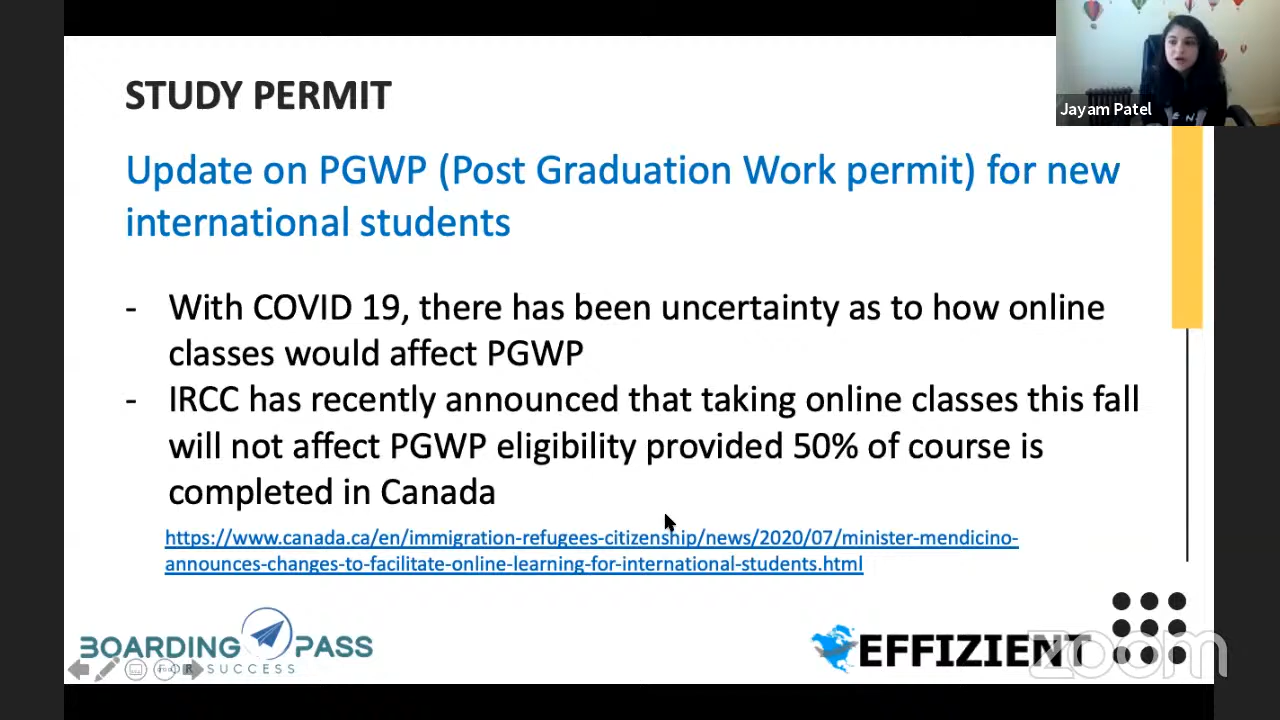 STUDY PERMIT
Jayam Patel
Update on PGWP (Post Graduation Work permit) for new
international students
- With COVID 19, there has been uncertainty as to how online
classes would affect PGWP
- IRCC has recently announced that taking online classes this fall
will not affect PGWP eligibility provided 50% of course is
completed in Canada
https://www.canada.ca/en/immigration-refugees-citizenship/news/2020/07/minister-mendicino-
announces-changes-to-facilitate-online-learning-for-international-students.html
BOARDING PASS
FOR SUCCESS
EFFIZIENT
zoom